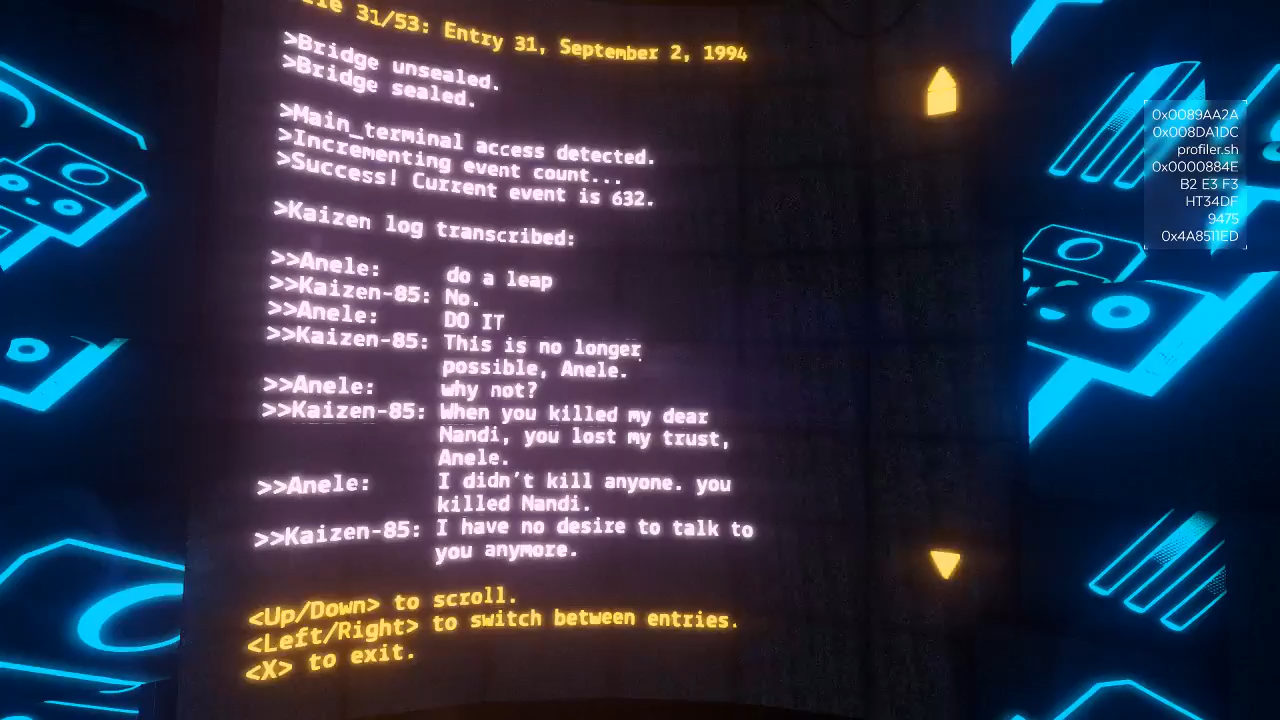 31/53: Entry 31, September 2, 1994
>Bridge unsealed.
>Bridge sealed.
>Main_terminal access detected.
>Incrementing event count...
>Success! Current event is 632.
>Kaizen log transcribed:
>>Anele: do a leap
>>Kaizen-85: No.
>>Anele: DO IT
>>Kaizen-85: This is no longer
possible, Anele.
>>Anele: why not?
>>Kaizen-85: When you killed my dear
Nandi, you lost my trust,
Anele.
>>Anele: I didn't kill anyone. you
killed Nandi.
>>Kaizen-85: I have no desire to talk to
you anymore.
<Up/Down> to scroll.
<Left/Right> to switch between entries.
<X> to exit.
0x0089AA2A
0x008DA1DC
profiler.sh
0x0000884E
B2 E3 F3
HT34DF
9475
0x4A8511ED